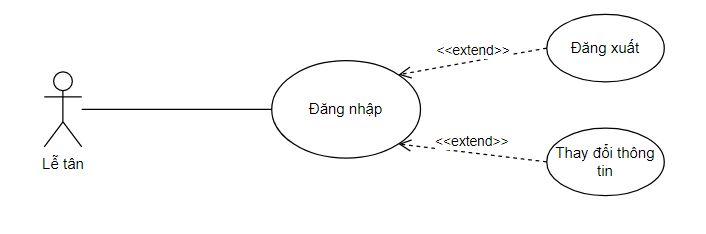 <<extend>>
Đăng xuất
Đăng nhập
Lễ tân
<<extend>>
Thay đổi thông
tin